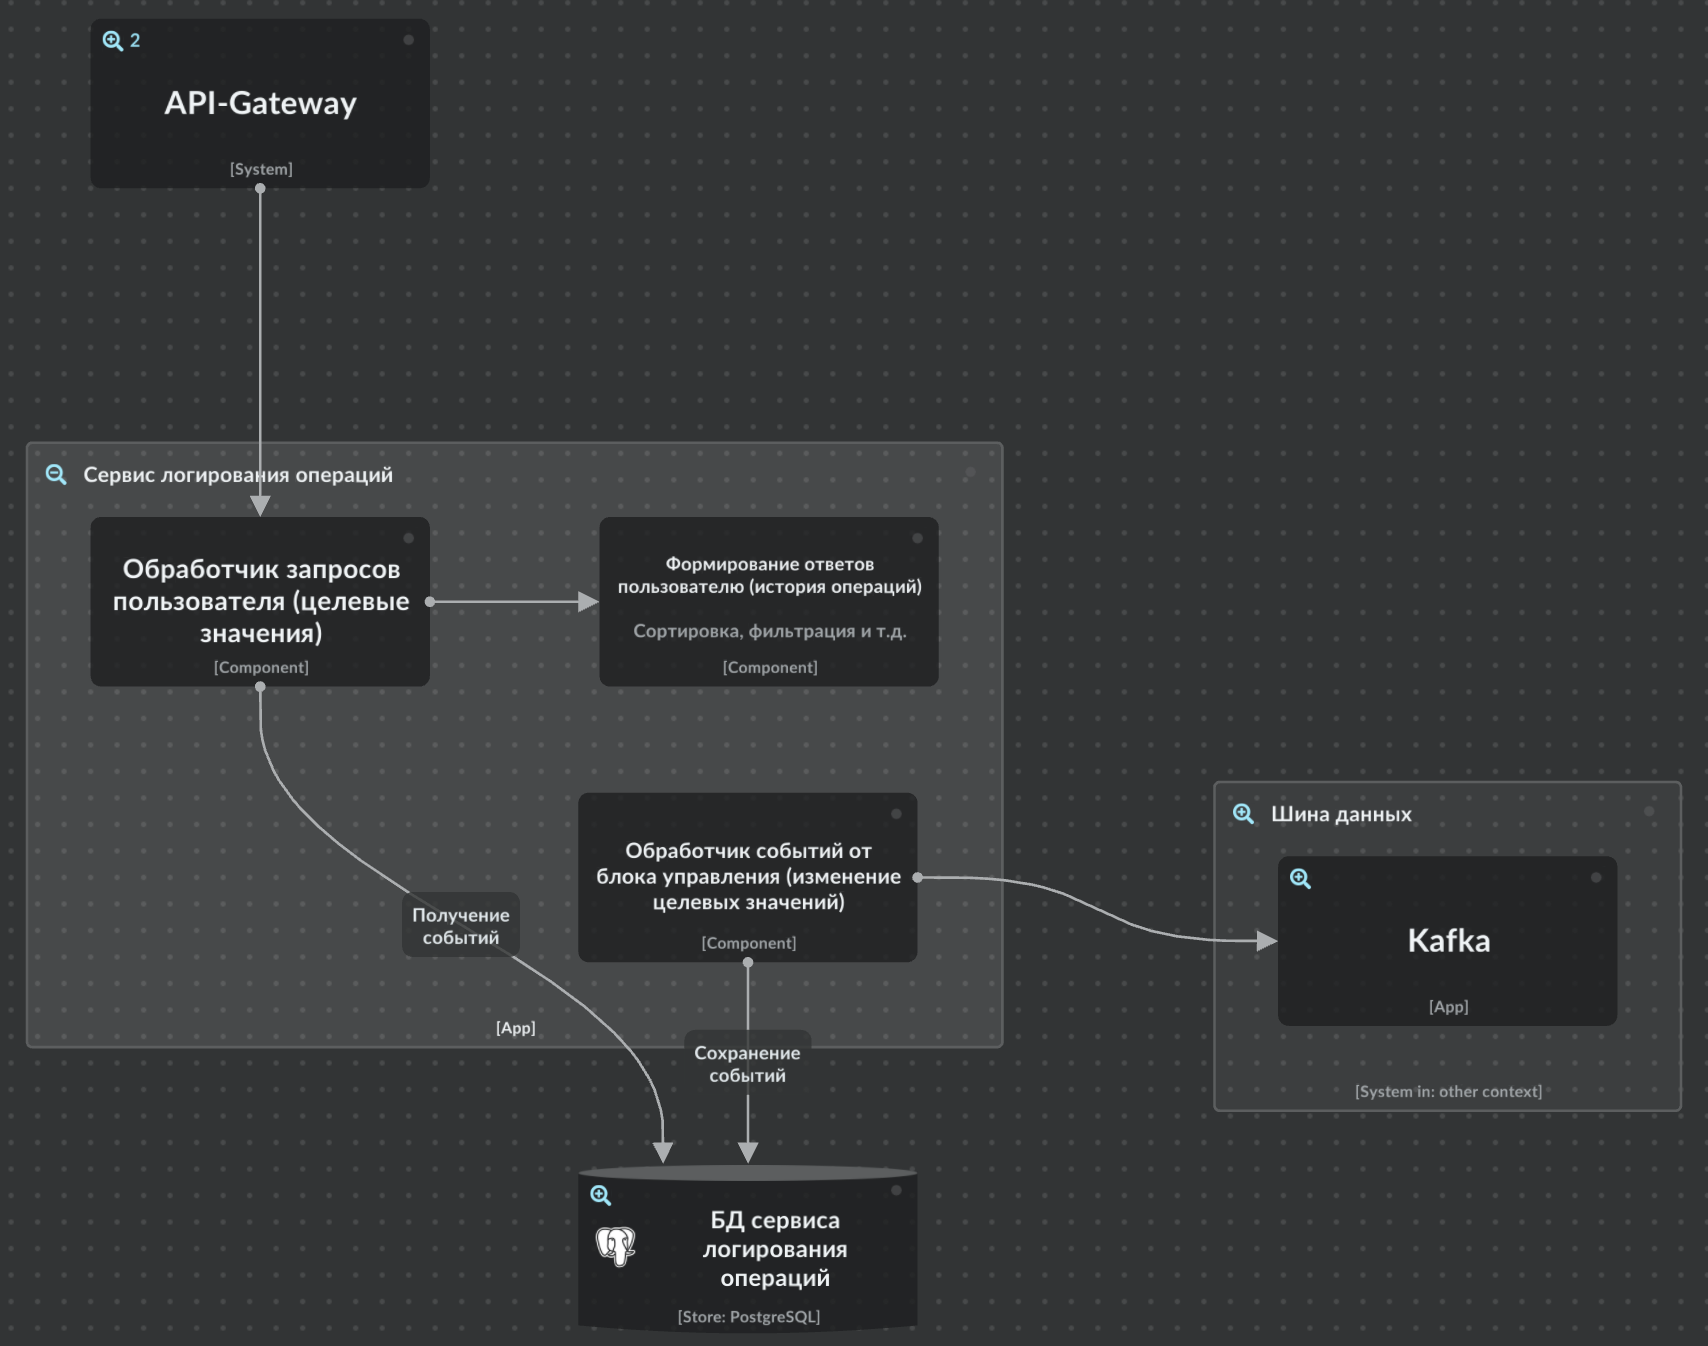 2
API-Gateway
[System]
Сервис логирования операций
Обработчик запросов
пользователя (целевые
значения)
[Component]
Формирование ответов
пользователю (история операций)
Сортировка, фильтрация и т.д.
[Component]
Обработчик событий от
блока управления (изменение
целевых значений)
[Component]
Получение
событий
[App]
Сохранение
событий
Шина данных
Kafka
[App]
[System in: other context]
БД сервиса
логирования
операций
[Store: PostgreSQL]